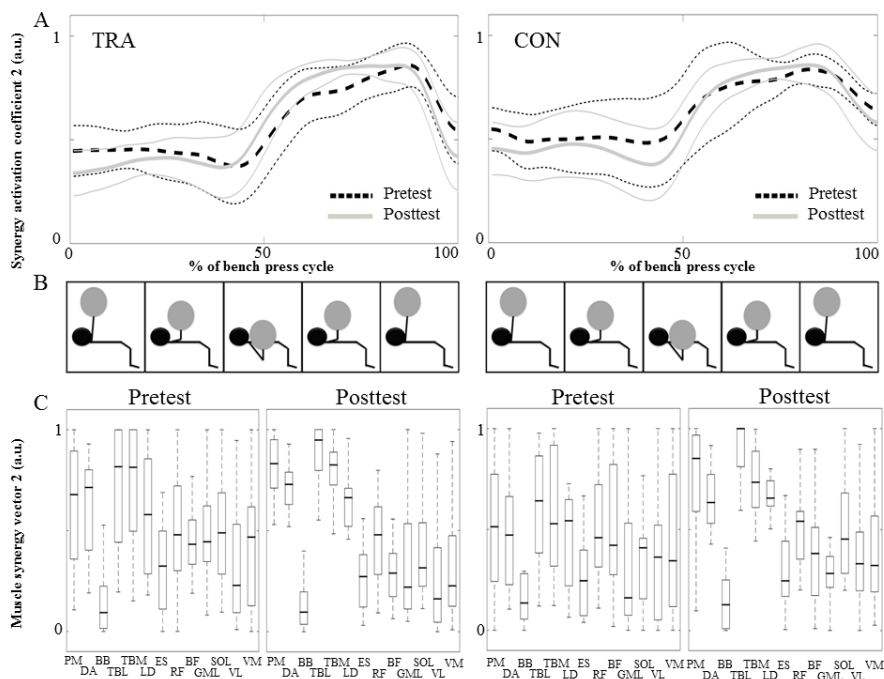 A
TRA
CON
Synergy activation coefficient 2 (a.u.)
1
0
Pretest
Posttest
0
50
100
% of bench press cycle
1
0
Pretest
Posttest
0
50
100
% of bench press cycle
B
C
Pretest
Posttest
Pretest
Posttest
Muscle synergy vector 2 (a.u.)
1
0
1
0
PM DA BB TBL TBM LD ES RF BF GML SOL VL VM
PM DA BB TBL TBM LD ES RF BF GML SOL VL VM
PM DA BB TBL TBM LD ES RF BF GML SOL VL VM
PM DA BB TBL TBM LD ES RF BF GML SOL VL VM